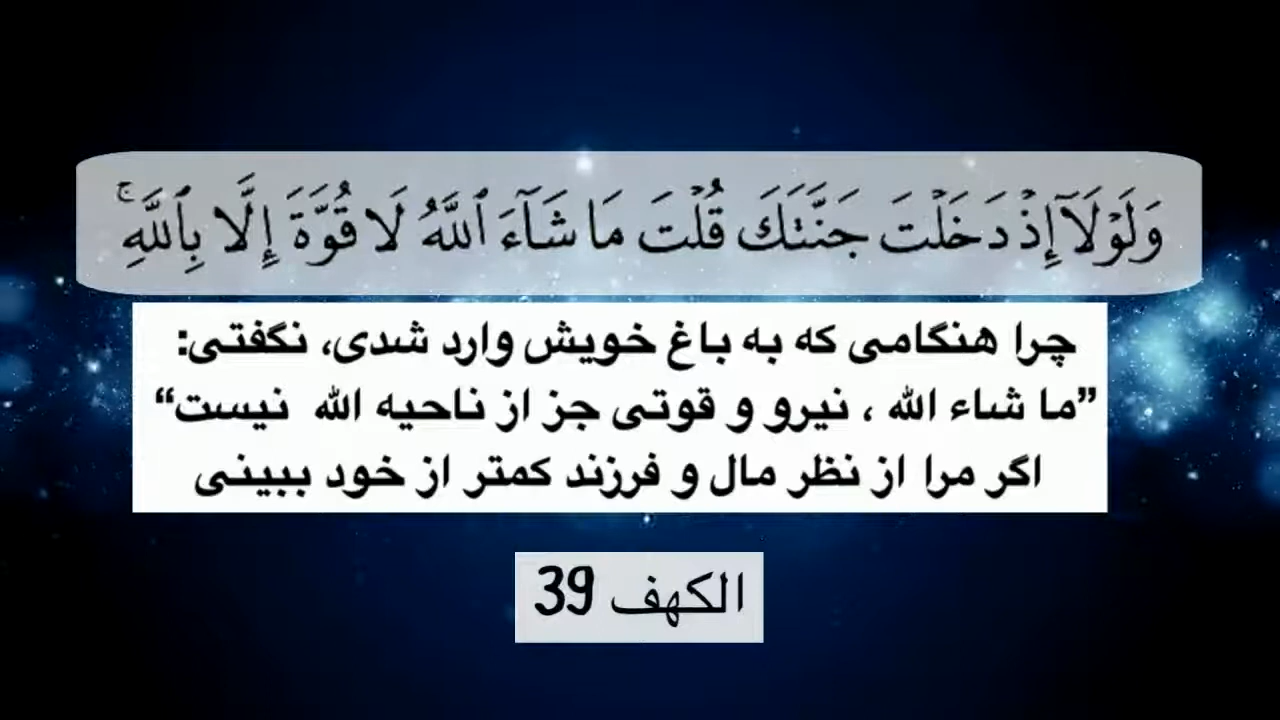 وَلَوۡلَآ إِذۡ دَخَلۡتَ جَنَّتَكَ قُلۡتَ مَا شَآءَ ٱللَّهُ لَا قُوَّةَ إِلَّا بِٱللَّهِۚ
چرا هنگامی که به باغ خویش وارد شدی، نگفتی:
”ما شاء الله ، نیرو و قوتی جز از ناحیه الله نیست“
اگر مرا از نظر مال و فرزند کمتر از خود ببینی
الكهف 39